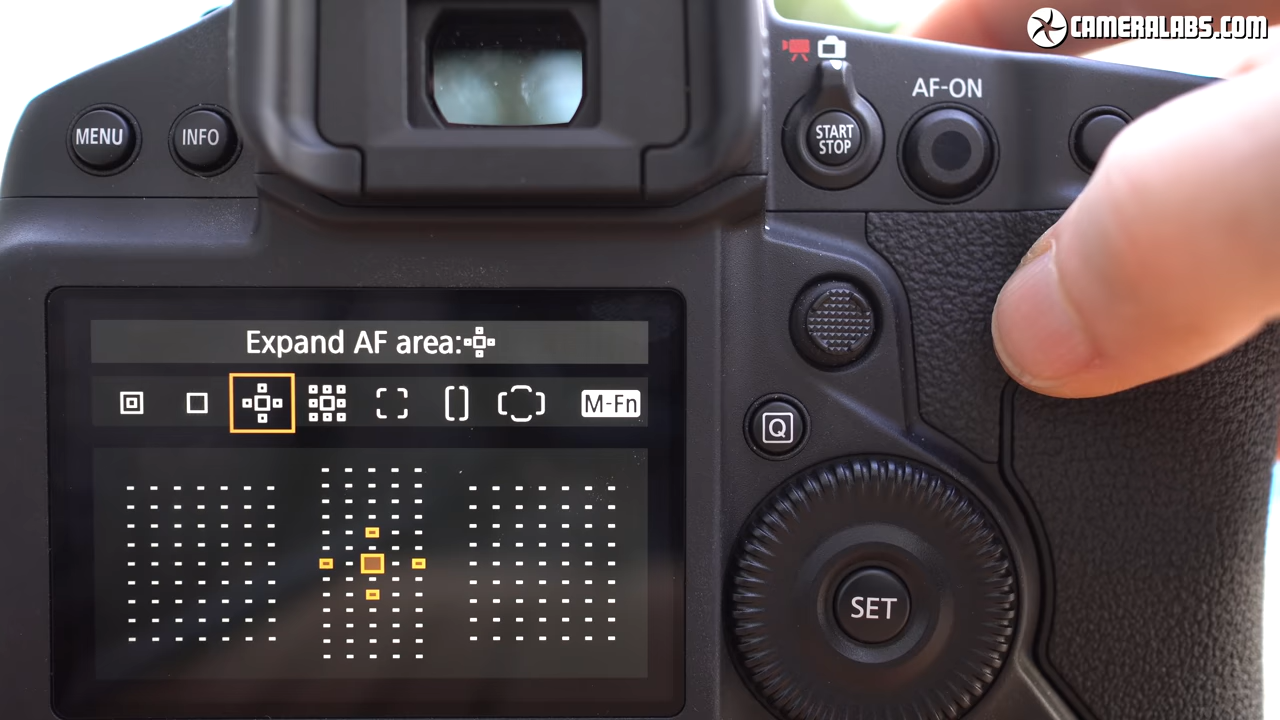 CAMERALABS.COM
AF-ON
MENU
INFO
START
STOP
Expand AF area:
M-Fn
Q
SET